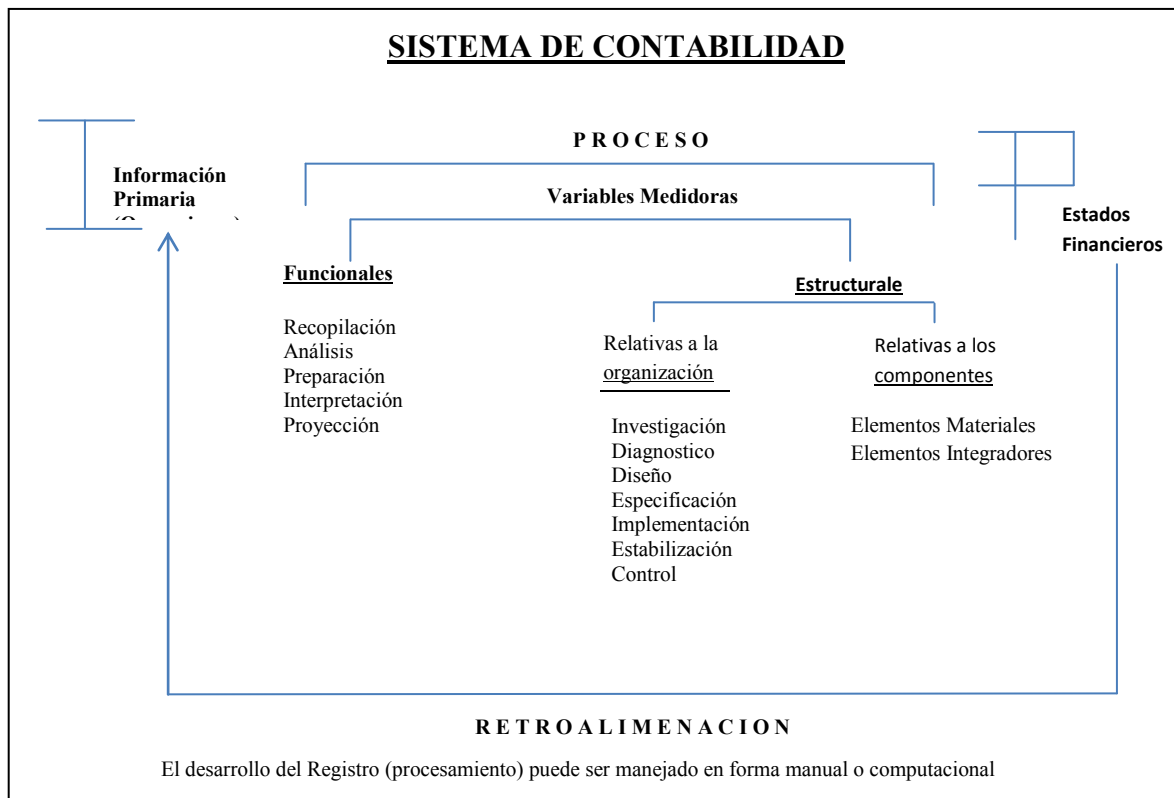 SISTEMA DE CONTABILIDAD
P R O C E S O
Información
Primaria
Variables Medidoras
Estados
Financieros
Funcionales
Recopilación
Análisis
Preparación
Interpretación
Proyección
Estructurale
Relativas a la
organización
Investigación
Diagnostico
Diseño
Especificación
Implementación
Estabilización
Control
Relativas a los
componentes
Elementos Materiales
Elementos Integradores
R E T R O A L I M E N A C I O N
El desarrollo del Registro (procesamiento) puede ser manejado en forma manual o computacional